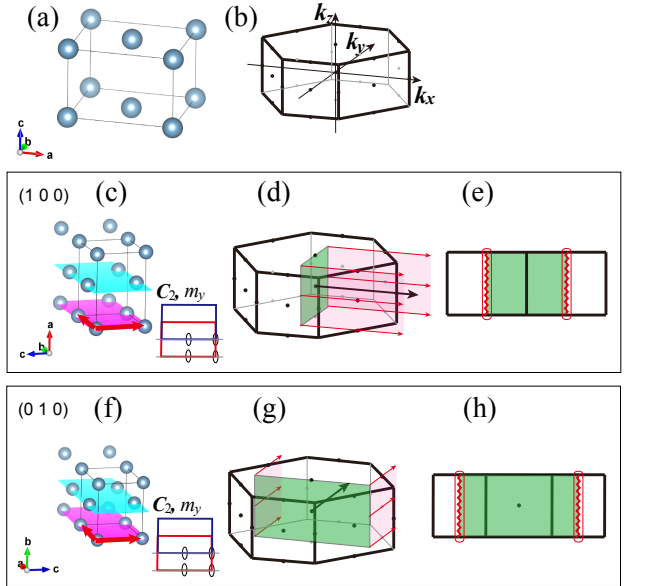 (a)
(b)
k_z
k_y
k_x
c
b
a
(1 0 0)
(c)
(d)
(e)
C_2, m_y
a
b
c
(0 1 0)
(f)
(g)
(h)
C_2, m_y
b
a
c